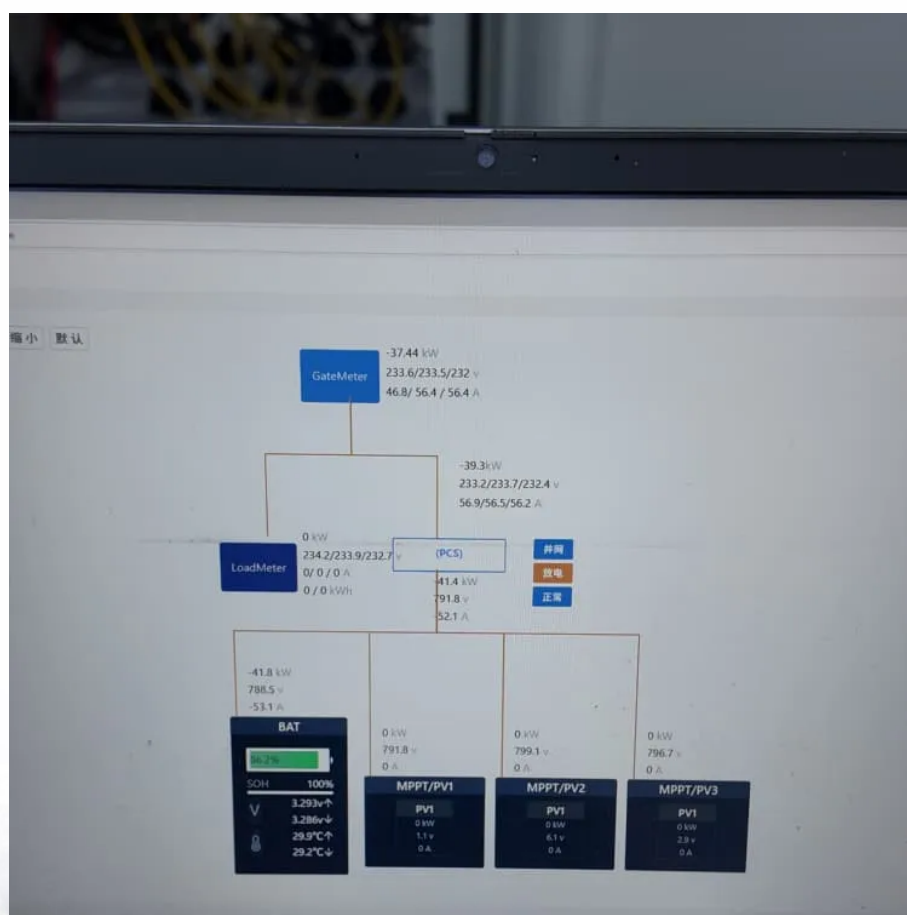 缩 小 默 认
GateMeter
-37.44 kW
233.6/233.5/232 v
46.8/ 56.4 / 56.4 A
-39.3kW
233.2/233.7/232.4 v
56.9/56.5/56.2 A
LoadMeter
0 kW
234.2/233.9/232.7 v
0/ 0 / 0 A
0 / 0 kWh
(PCS)
并网
放电
正常
-41.4 kW
791.8 v
-52.1 A
-41.8 kW
788.5 v
-53.1 A
BAT
86.2%
SOH 100%
V 3.293v↑
3.286v↓
29.9℃↑
29.2℃↓
0 kW
791.8 v
0 A
MPPT/PV1
PV1
0 kW
1.1 v
0 A
0 kW
799.1 v
0 A
MPPT/PV2
PV1
0 kW
6.1 v
0 A
0 kW
796.7 v
0 A
MPPT/PV3
PV1
0 kW
2.9 v
0 A